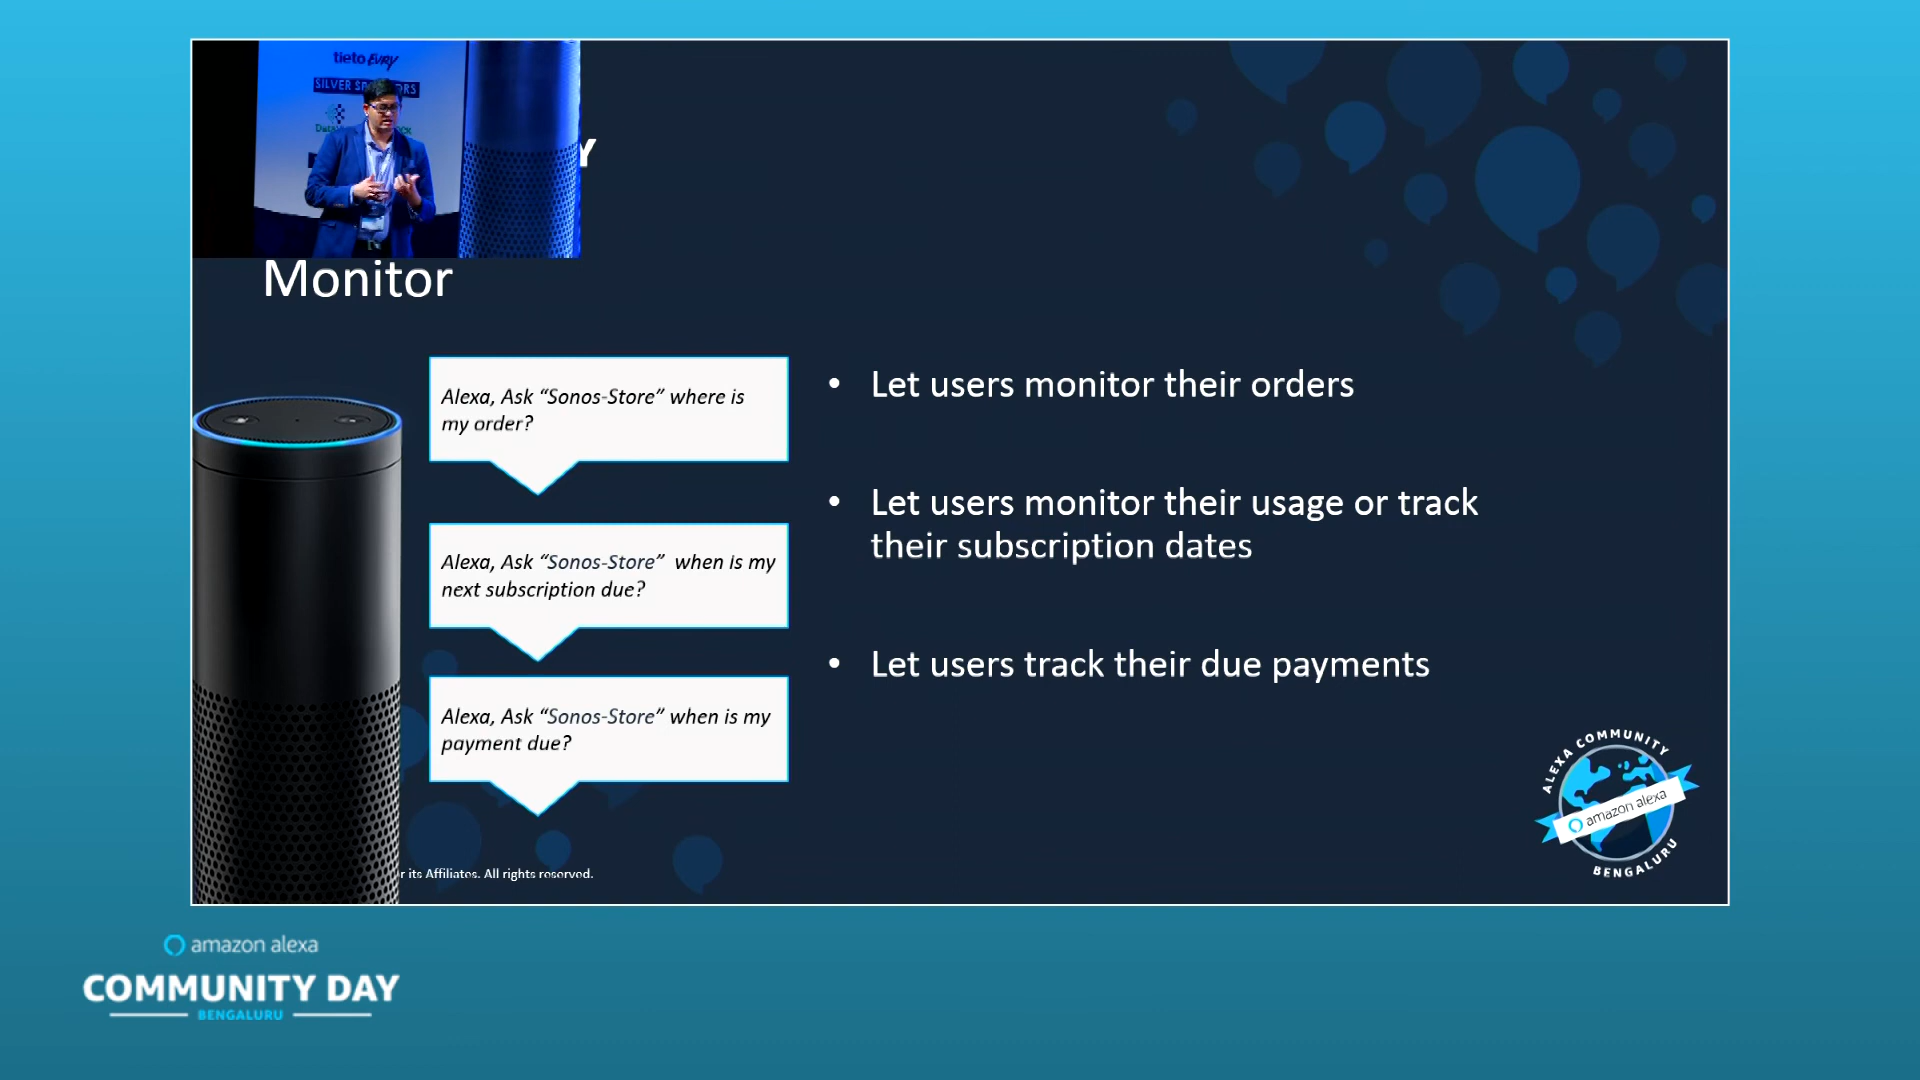 tieto Evry
Y
Monitor
Alexa, Ask “Sonos-Store” where is
my order?
Alexa, Ask “Sonos-Store” when is my
next subscription due?
Alexa, Ask “Sonos-Store” when is my
payment due?
• Let users monitor their orders
• Let users monitor their usage or track
their subscription dates
• Let users track their due payments
ALEXA COMMUNITY
amazon alexa
BENGALURU
r its Affiliates. All rights reserved.
amazon alexa
COMMUNITY DAY
BENGALURU